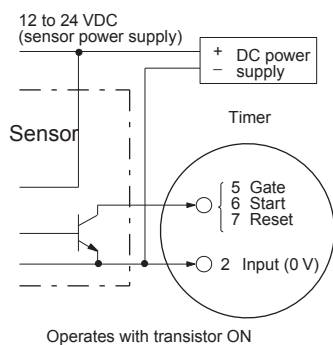 12 to 24 VDC
(sensor power supply)
+ DC power
− supply
Timer
Sensor
5 Gate
6 Start
7 Reset
2 Input (0 V)
Operates with transistor ON